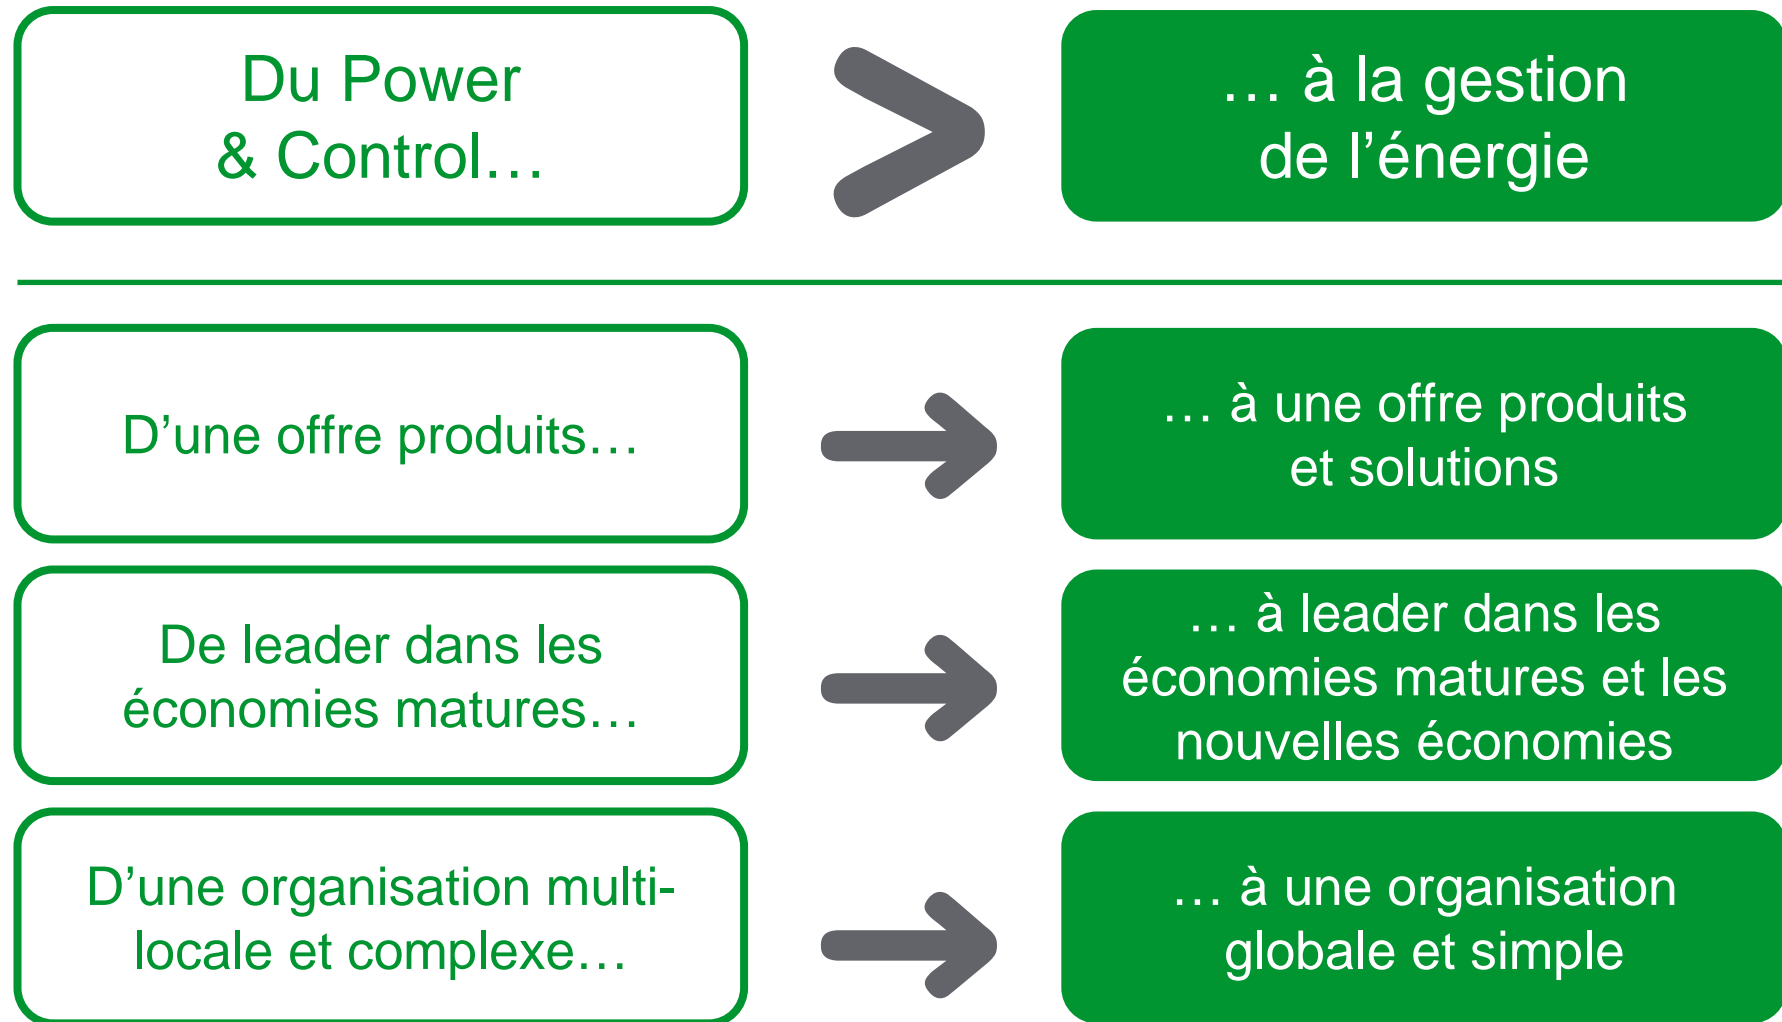 Du Power
& Control…
… à la gestion
de l’énergie
D’une offre produits…
… à une offre produits
et solutions
De leader dans les
économies matures…
… à leader dans les
économies matures et les
nouvelles économies
D’une organisation multi-
locale et complexe…
… à une organisation
globale et simple